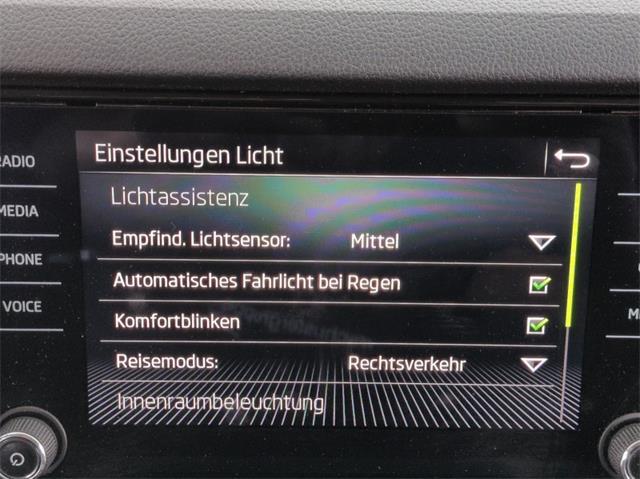 Einstellungen Licht
RADIO
Lichtassistenz
MEDIA
Empfind. Lichtsensor: Mittel
PHONE
Automatisches Fahrlicht bei Regen
VOICE
Komfortblinken
Reisemodus: Rechtsverkehr
Innenraumbeleuchtung